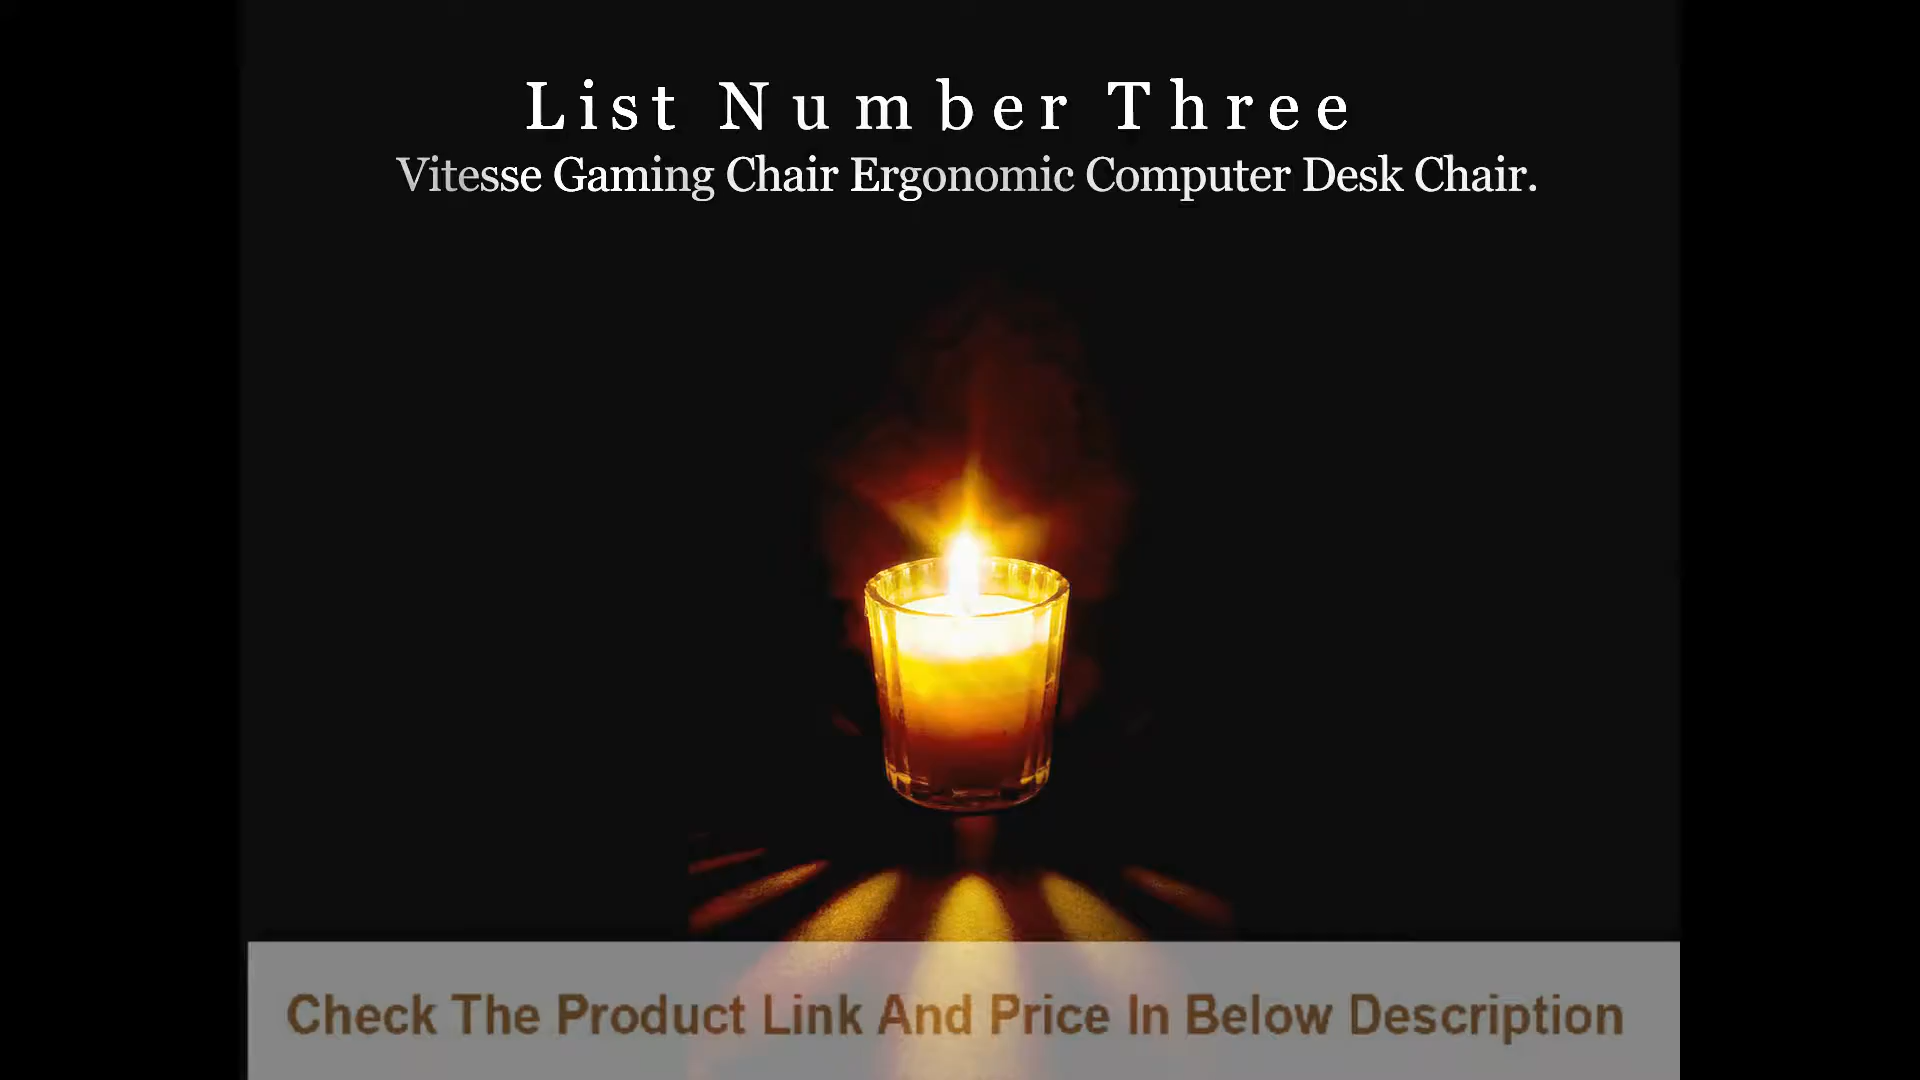 List Number Three
Vitesse Gaming Chair Ergonomic Computer Desk Chair.
Check The Product Link And Price In Below Description